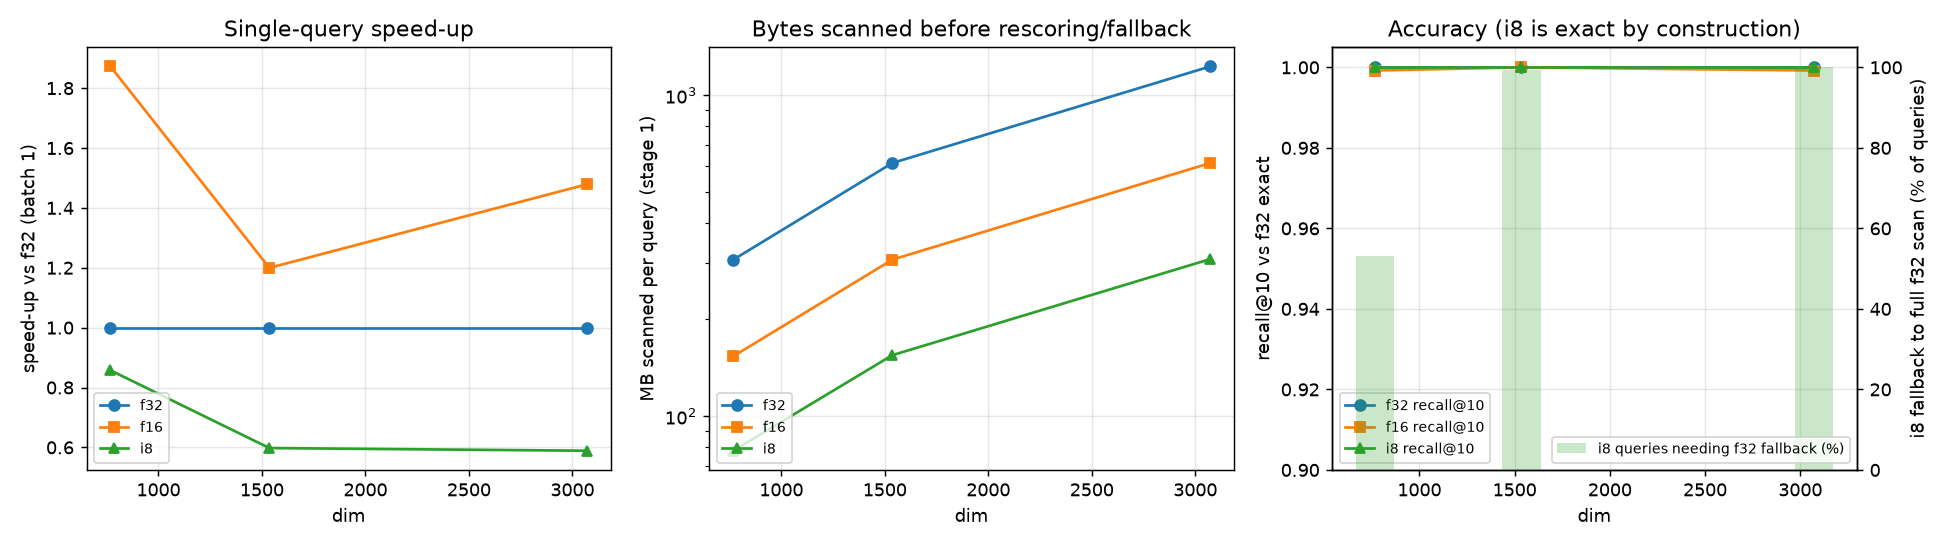 Single-query speed-up
speed-up vs f32 (batch 1)
1.8
1.6
1.4
1.2
1.0
0.8
0.6
f32
f16
i8
1000 1500 2000 2500 3000
dim
Bytes scanned before rescoring/fallback
MB scanned per query (stage 1)
10³
10²
f32
f16
i8
1000 1500 2000 2500 3000
dim
Accuracy (i8 is exact by construction)
recall@10 vs f32 exact
1.00
0.98
0.96
0.94
0.92
0.90
f32 recall@10
f16 recall@10
i8 recall@10
i8 queries needing f32 fallback (%)
100
80
60
40
20
0
i8 fallback to full f32 scan (% of queries)
1000 1500 2000 2500 3000
dim